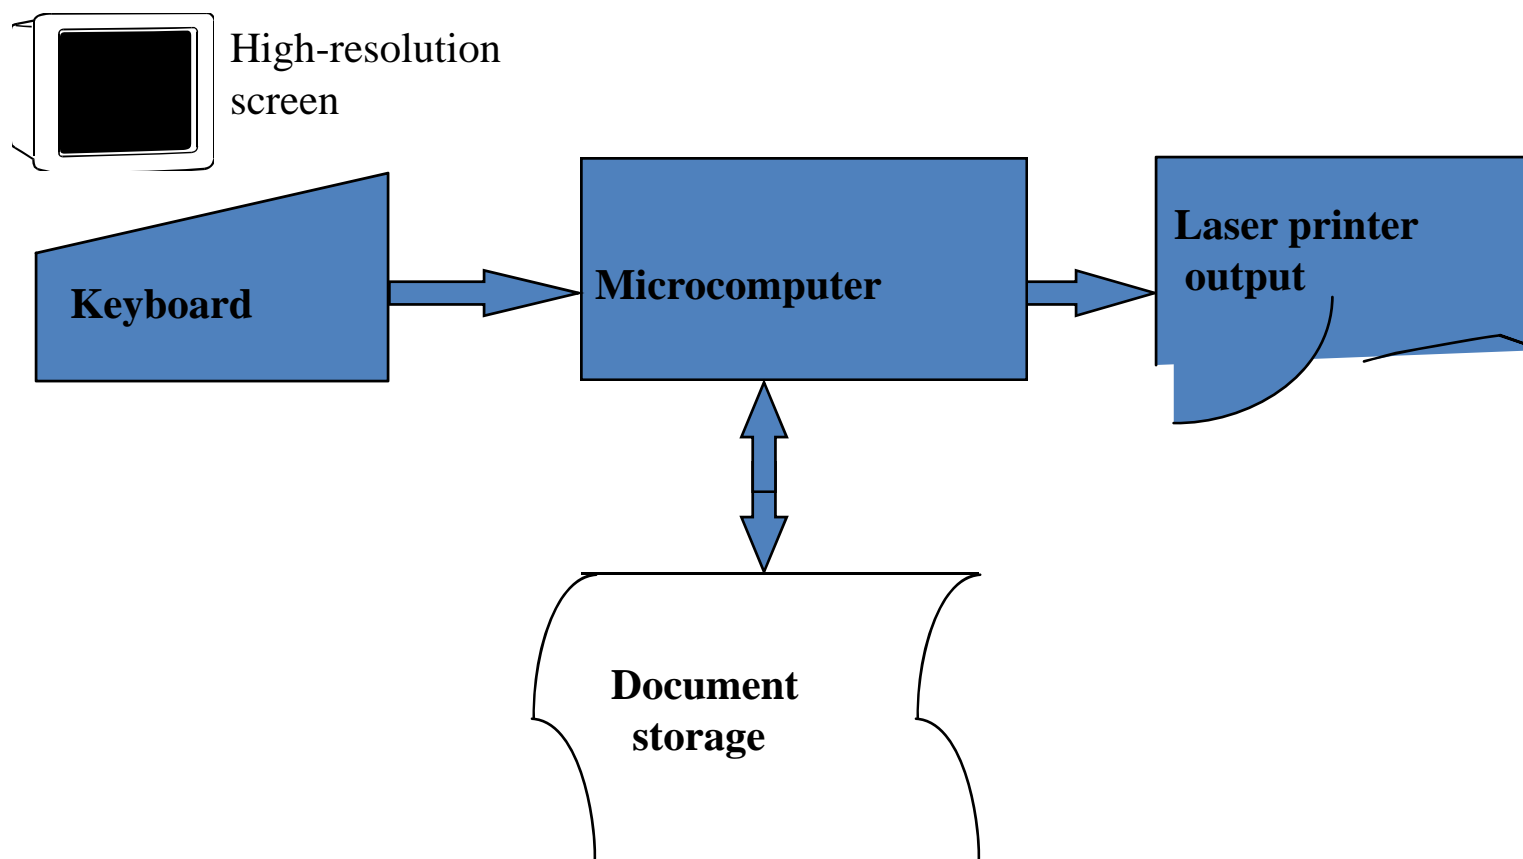 High-resolution
screen
Keyboard
Microcomputer
Laser printer
output
Document
storage